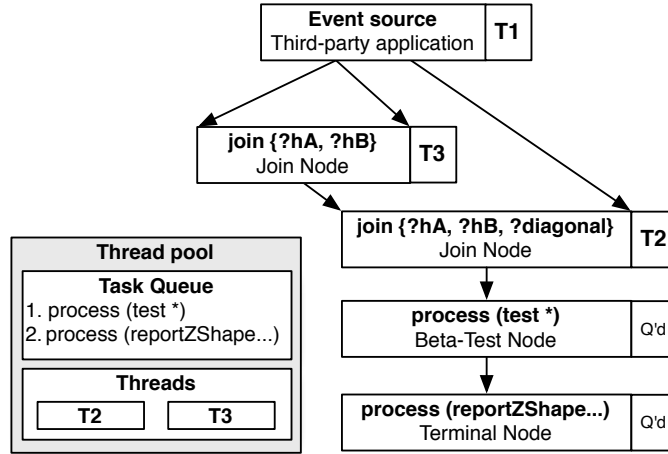 Event source
Third-party application
T1
join {?hA, ?hB}
Join Node
T3
join {?hA, ?hB, ?diagonal}
Join Node
T2
process (test *)
Beta-Test Node
Q'd
process (reportZShape...)
Terminal Node
Q'd
Thread pool
Task Queue
1. process (test *)
2. process (reportZShape...)
Threads
T2
T3